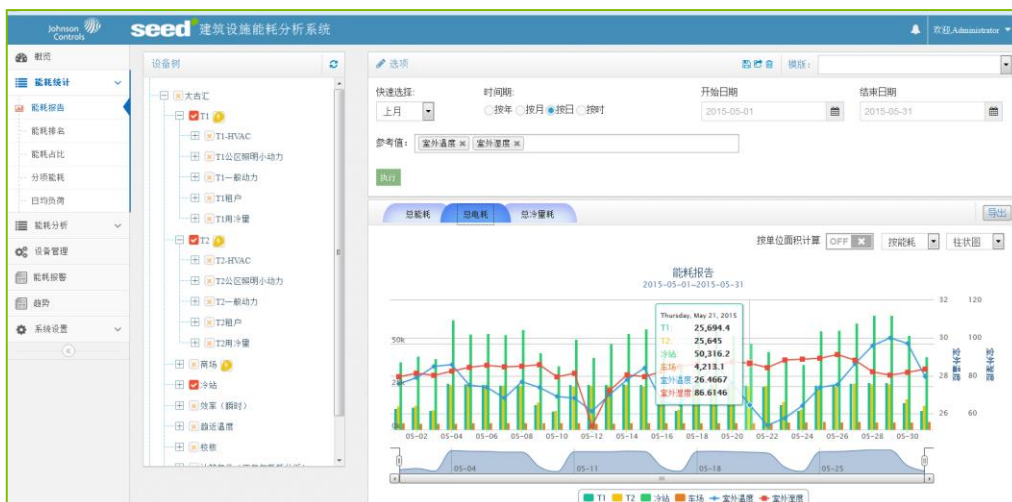 Johnson Controls
seed 建筑设施能耗分析系统
欢迎,Administrator
概览
能耗统计
能耗报告
能耗排名
能耗占比
分项能耗
日均负荷
能耗分析
设备管理
能耗报警
趋势
系统设置
设备树
太古汇
T1
T1-HVAC
T1公区照明小动力
T1一般动力
T1租户
T1用冷量
T2
T2-HVAC
T2公区照明小动力
T2一般动力
T2租户
T2用冷量
商场
冷站
效率（瞬时）
趋近温度
校核
选项
模版:
快速选择:
时间期:
开始日期
结束日期
上月
按年 按月 按日 按时
2015-05-01
2015-05-31
参考值:
室外温度 × 室外湿度 ×
执行
总能耗 总电耗 总冷量耗
导出
按单位面积计算 OFF 按能耗 柱状图
能耗报告
2015-05-01~2015-05-31
Thursday, May 21, 2015
T1: 25,694.4
T2: 25,645
冷站 50,316.2
车场 4,213.1
室外温度 26.4667
室外湿度 86.6146
50k
32 120
30 100
28 80
26 60
室外温度
室外湿度
05-02 05-04 05-06 05-08 05-10 05-12 05-14 05-16 05-18 05-20 05-22 05-24 05-26 05-28 05-30
05-04 05-11 05-18 05-25
T1 T2 冷站 车场 室外温度 室外湿度